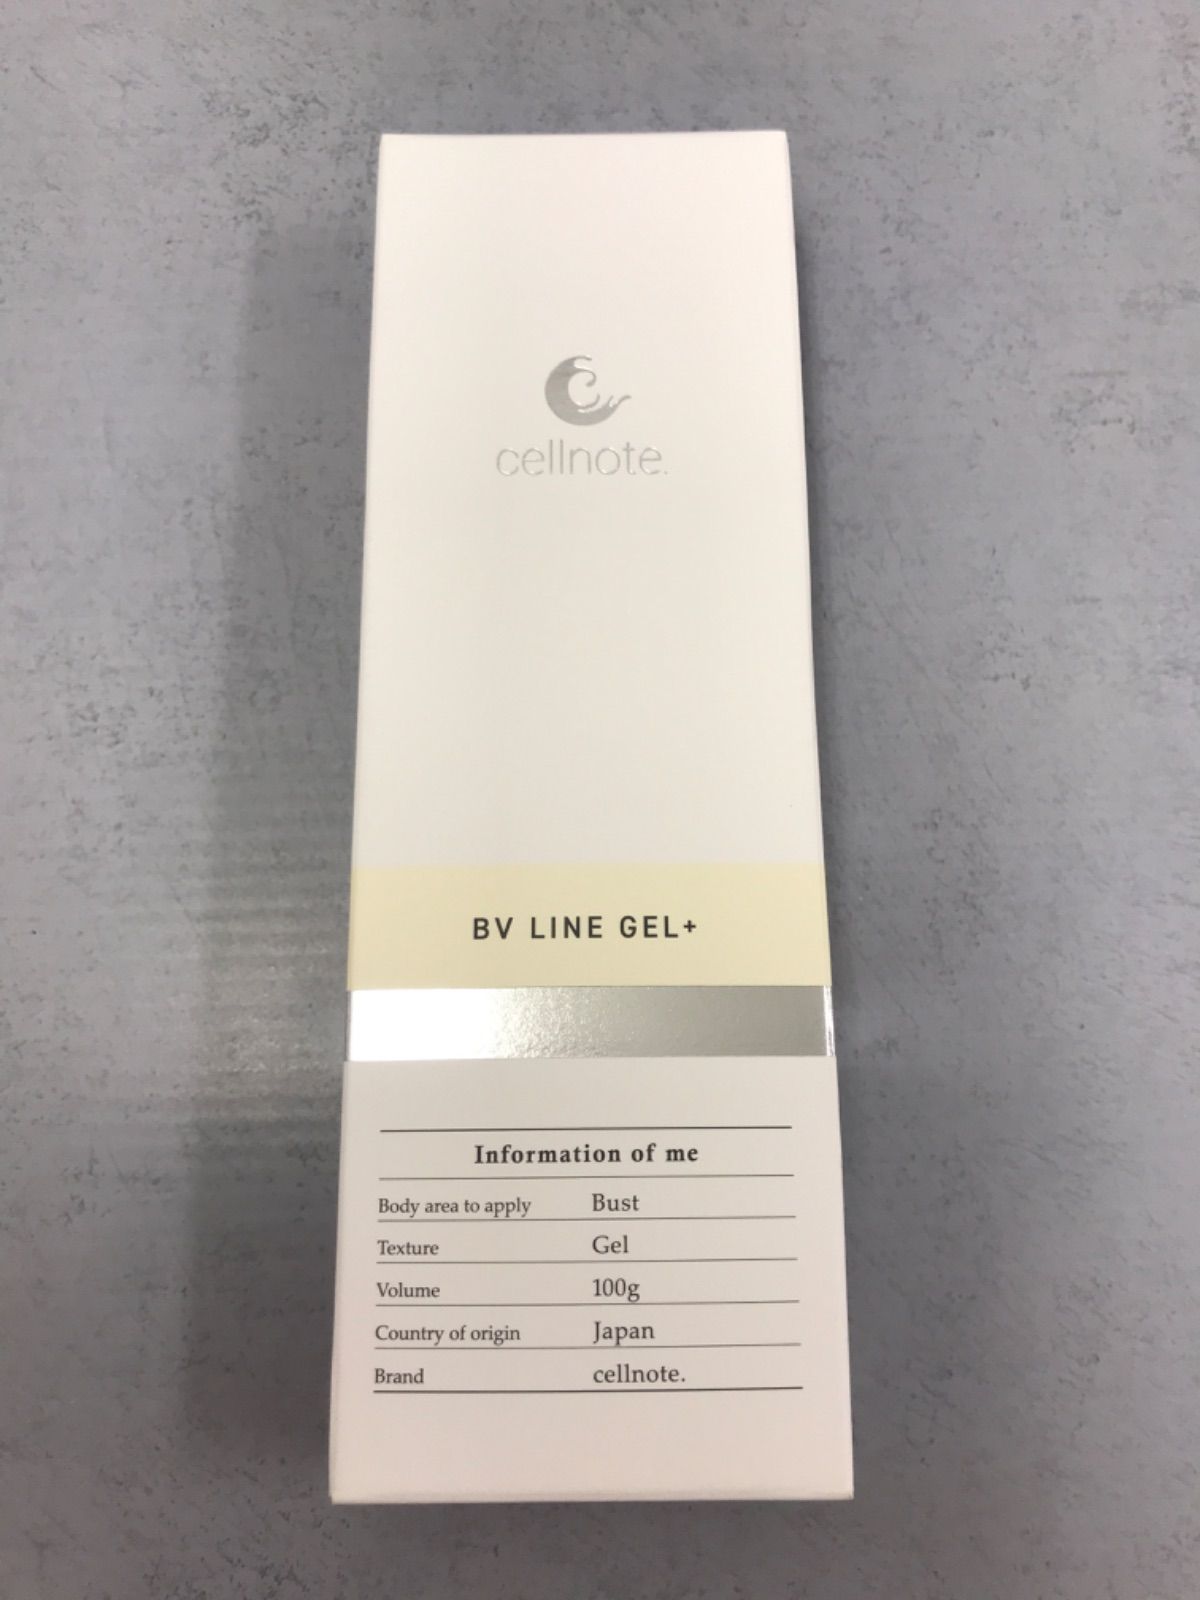 cellnote.
BV LINE GEL+
Information of me
Body area to apply Bust
Texture Gel
Volume 100g
Country of origin Japan
Brand cellnote.